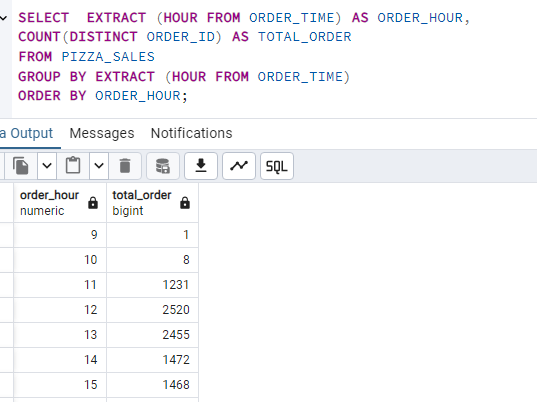 SELECT  EXTRACT (HOUR FROM ORDER_TIME) AS ORDER_HOUR,
COUNT(DISTINCT ORDER_ID) AS TOTAL_ORDER
FROM PIZZA_SALES
GROUP BY EXTRACT (HOUR FROM ORDER_TIME)
ORDER BY ORDER_HOUR;
a Output Messages Notifications
SQL
order_hour total_order
numeric bigint
9 1
10 8
11 1231
12 2520
13 2455
14 1472
15 1468